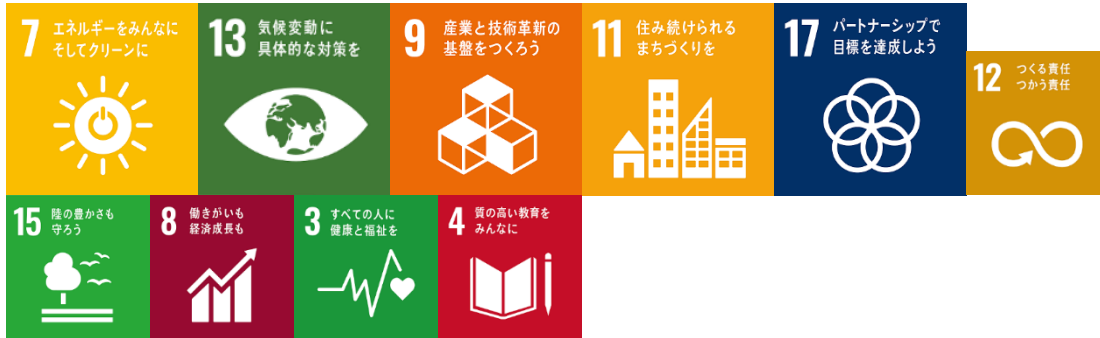 7 エネルギーをみんなに
そしてクリーンに
13 気候変動に
具体的な対策を
9 産業と技術革新の
基盤をつくろう
11 住み続けられる
まちづくりを
17 パートナーシップで
目標を達成しよう
12 つくる責任
つかう責任
15 陸の豊かさも
守ろう
8 働きがいも
経済成長も
3 すべての人に
健康と福祉を
4 質の高い教育を
みんなに